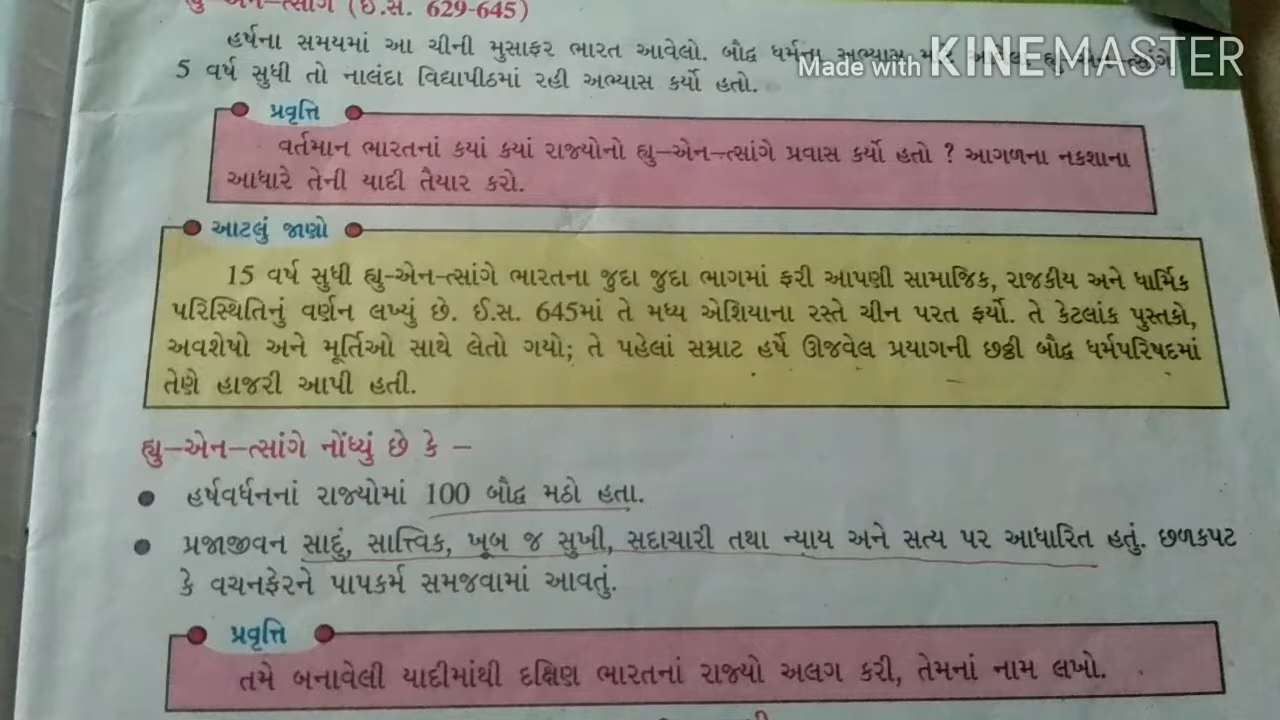 હ્યુ–એન–ત્સાંગ (ઈ.સ. 629-645)
હર્ષના સમયમાં આ ચીની મુસાફર ભારત આવેલો. બૌદ્ધ ધર્મના અભ્યાસ
Made with KINEMASTER
5 વર્ષ સુધી તો નાલંદા વિદ્યાપીઠમાં રહી અભ્યાસ કર્યો હતો.
પ્રવૃત્તિ
વર્તમાન ભારતનાં કયાં કયાં રાજ્યોનો હ્યુ–એન–ત્સાંગે પ્રવાસ કર્યો હતો ? આગળના નકશાના
આધારે તેની યાદી તૈયાર કરો.
આટલું જાણો
15 વર્ષ સુધી હ્યુ–એન–ત્સાંગે ભારતના જુદા જુદા ભાગમાં ફરી આપણી સામાજિક, રાજકીય અને ધાર્મિક
પરિસ્થિતિનું વર્ણન લખ્યું છે. ઈ.સ. 645માં તે મધ્ય એશિયાના રસ્તે ચીન પરત ફર્યો. તે કેટલાંક પુસ્તકો,
અવશેષો અને મૂર્તિઓ સાથે લેતો ગયો; તે પહેલાં સમ્રાટ હર્ષે ઊજવેલ પ્રયાગની છઠ્ઠી બૌદ્ધ ધર્મપરિષદમાં
તેણે હાજરી આપી હતી.
હ્યુ–એન–ત્સાંગે નોંધ્યું છે કે –
● હર્ષવર્ધનનાં રાજ્યોમાં 100 બૌદ્ધ મઠો હતા.
● પ્રજાજીવન સાદું, સાત્ત્વિક, ખૂબ જ સુખી, સદાચારી તથા ન્યાય અને સત્ય પર આધારિત હતું. છળકપટ
કે વચનફેરને પાપકર્મ સમજવામાં આવતું.
પ્રવૃત્તિ
તમે બનાવેલી યાદીમાંથી દક્ષિણ ભારતનાં રાજ્યો અલગ કરી, તેમનાં નામ લખો.